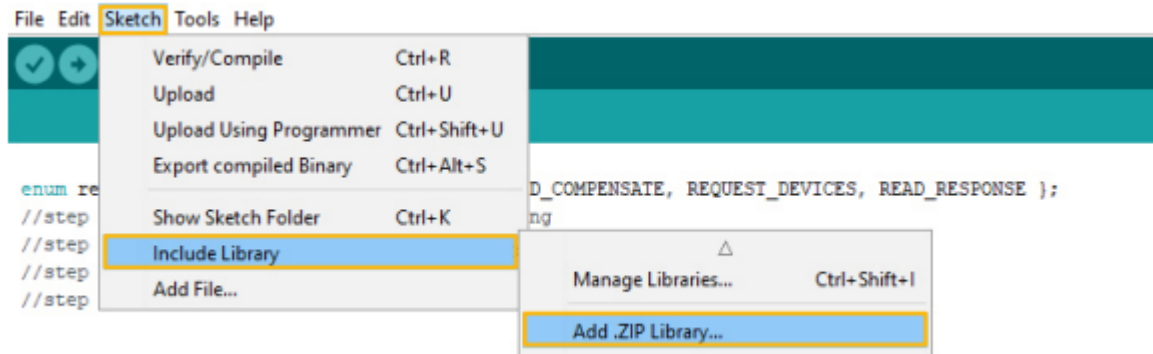 File Edit Sketch Tools Help
Verify/Compile Ctrl+R
Upload Ctrl+U
Upload Using Programmer Ctrl+Shift+U
Export compiled Binary Ctrl+Alt+S
enum re D_COMPENSATE, REQUEST_DEVICES, READ_RESPONSE };
//step Show Sketch Folder Ctrl+K ng
//step Include Library
//step Add File...
//step
Manage Libraries... Ctrl+Shift+I
Add .ZIP Library...